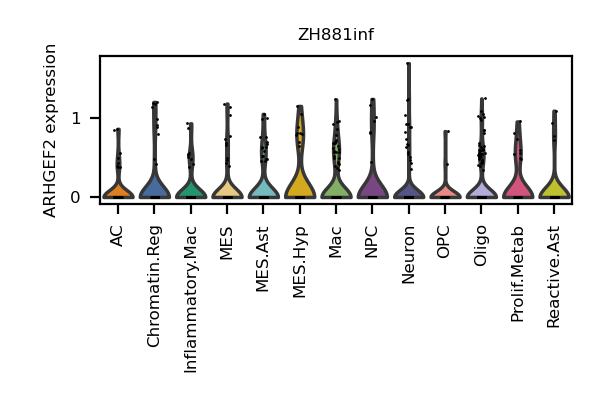 ZH881inf
ARHGEF2 expression
1
0
AC
Chromatin.Reg
Inflammatory.Mac
MES
MES.Ast
MES.Hyp
Mac
NPC
Neuron
OPC
Oligo
Prolif.Metab
Reactive.Ast